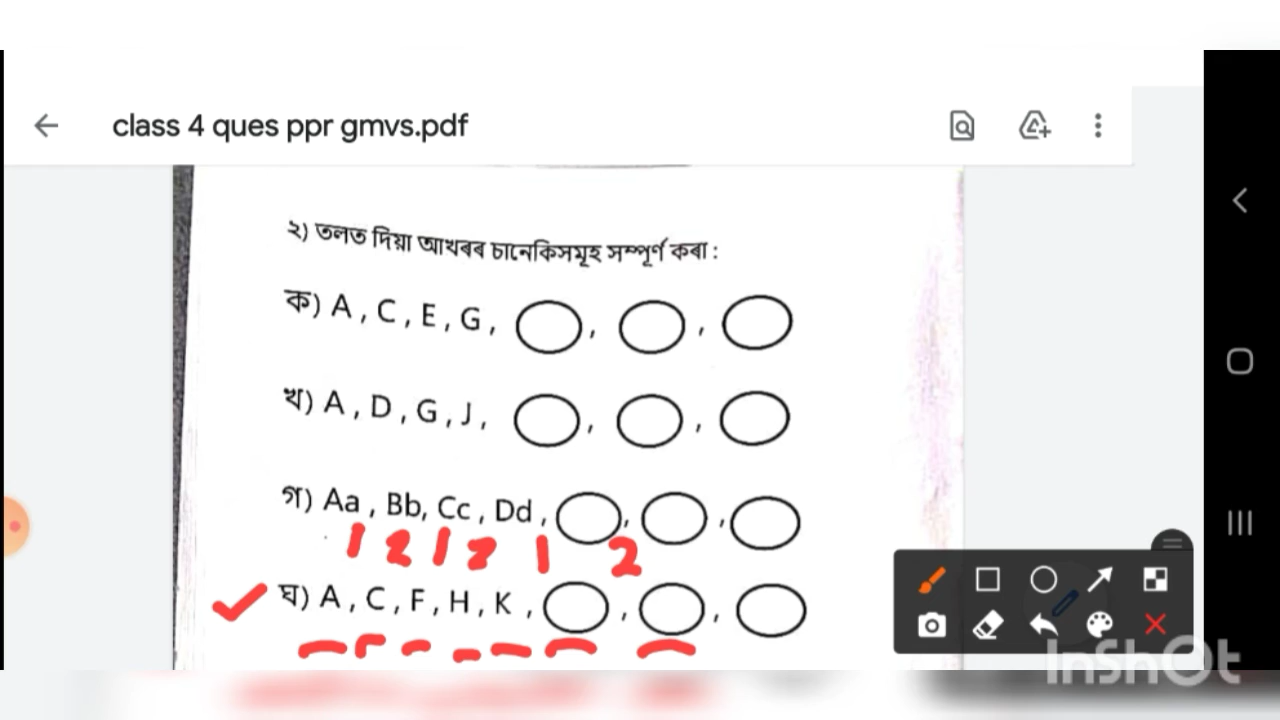 class 4 ques ppr gmvs.pdf
২) তলত দিয়া আখৰৰ চানেকিসমূহ সম্পূৰ্ণ কৰা :
ক) A , C , E , G , , ,
খ) A , D , G , J , , ,
গ) Aa , Bb, Cc , Dd , , ,
1 2 1 2 1 2
ঘ) A , C , F , H , K , , ,
InShOt